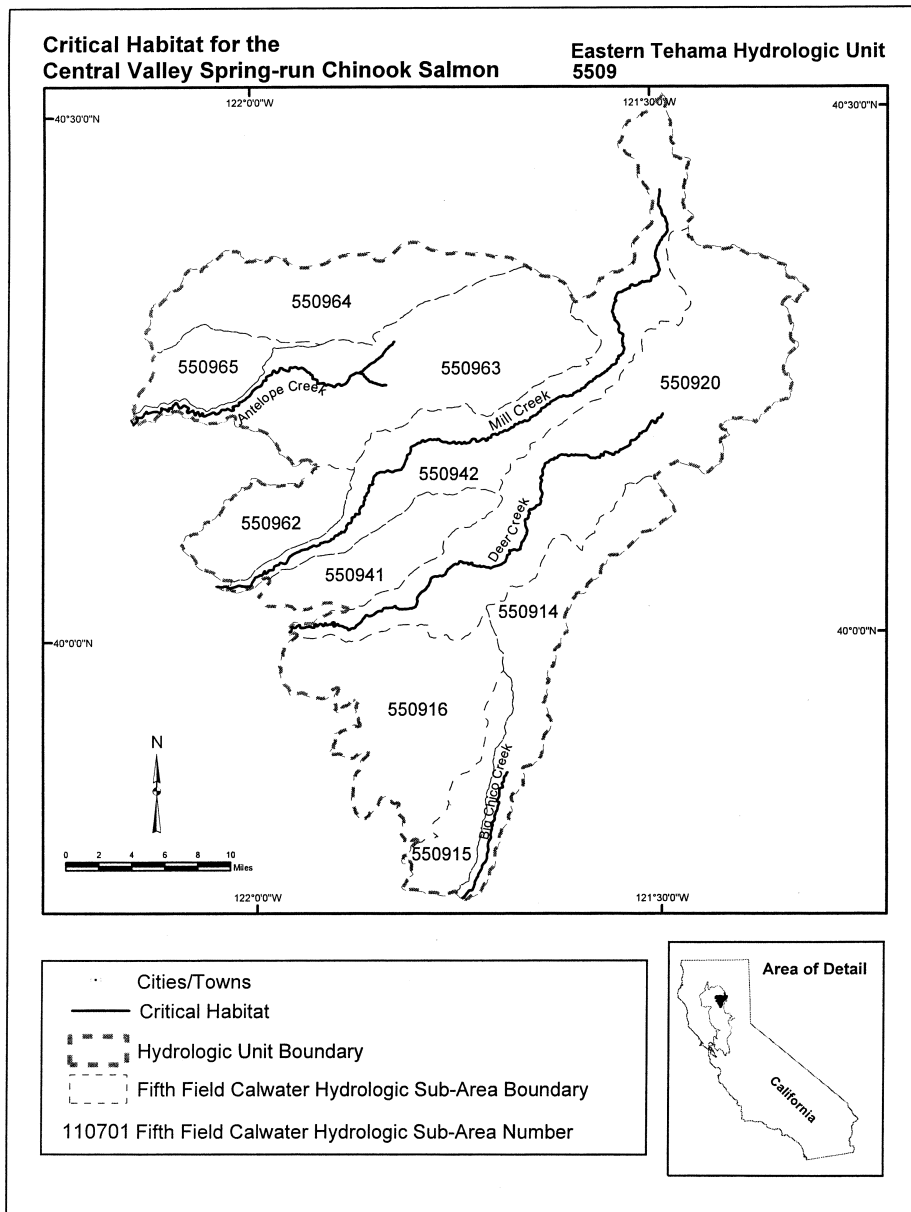 Critical Habitat for the
Central Valley Spring-run Chinook Salmon
Eastern Tehama Hydrologic Unit
5509
122°0'0"W
121°30'0"W
40°30'0"N
40°30'0"N
550964
550965
550963
550920
Antelope Creek
Mill Creek
550942
550962
Deer Creek
550941
550914
40°0'0"N
40°0'0"N
550916
N
Big Chico Creek
550915
0 2 4 6 8 10
Miles
122°0'0"W
121°30'0"W
Cities/Towns
Critical Habitat
Hydrologic Unit Boundary
Fifth Field Calwater Hydrologic Sub-Area Boundary
110701 Fifth Field Calwater Hydrologic Sub-Area Number
Area of Detail
California